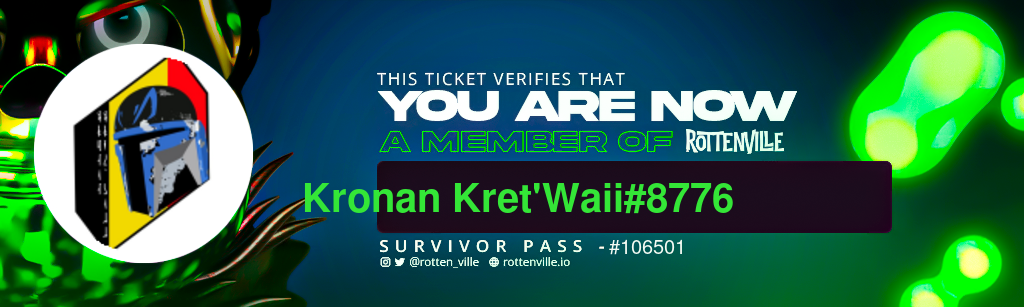 THIS TICKET VERIFIES THAT
YOU ARE NOW
A MEMBER OF ROTTENVILLE
Kronan Kret'Waii#8776
SURVIVOR PASS - #106501
@rotten_ville rottenville.io